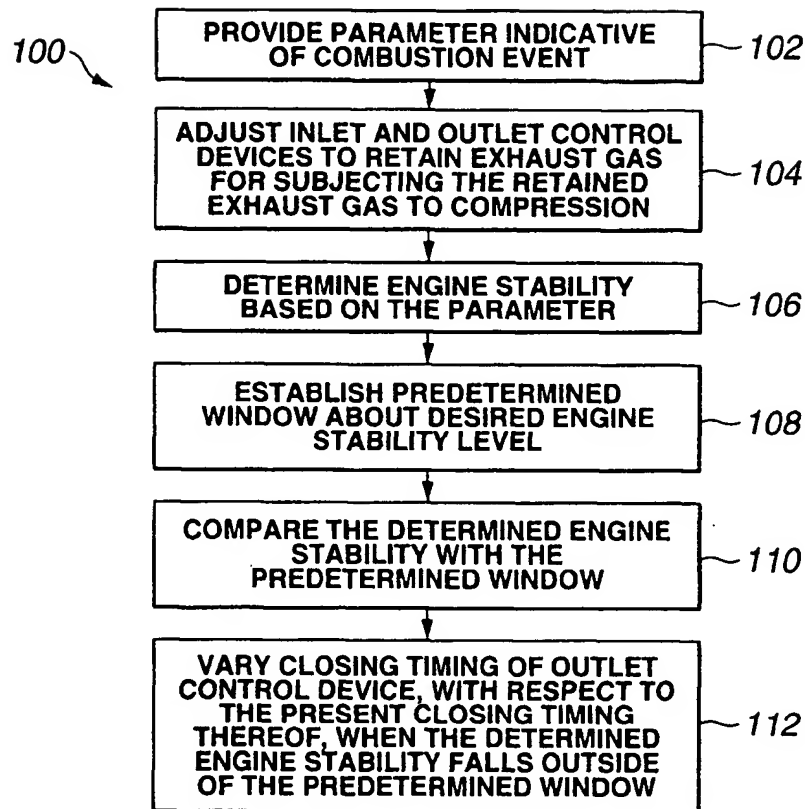 100
PROVIDE PARAMETER INDICATIVE
OF COMBUSTION EVENT
102
ADJUST INLET AND OUTLET CONTROL
DEVICES TO RETAIN EXHAUST GAS
FOR SUBJECTING THE RETAINED
EXHAUST GAS TO COMPRESSION
104
DETERMINE ENGINE STABILITY
BASED ON THE PARAMETER
106
ESTABLISH PREDETERMINED
WINDOW ABOUT DESIRED ENGINE
STABILITY LEVEL
108
COMPARE THE DETERMINED ENGINE
STABILITY WITH THE
PREDETERMINED WINDOW
110
VARY CLOSING TIMING OF OUTLET
CONTROL DEVICE, WITH RESPECT TO
THE PRESENT CLOSING TIMING
THEREOF, WHEN THE DETERMINED
ENGINE STABILITY FALLS OUTSIDE
OF THE PREDETERMINED WINDOW
112